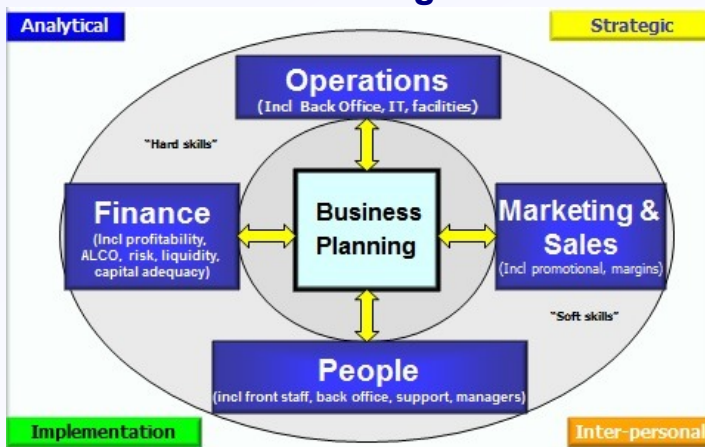 Analytical
Strategic
Operations
(Incl Back Office, IT, facilities)
"Hard skills"
Finance
(Incl profitability,
ALCO, risk, liquidity,
capital adequacy)
Business
Planning
Marketing &
Sales
(Incl promotional, margins)
"Soft skills"
People
(incl front staff, back office, support, managers)
Implementation
Inter-personal